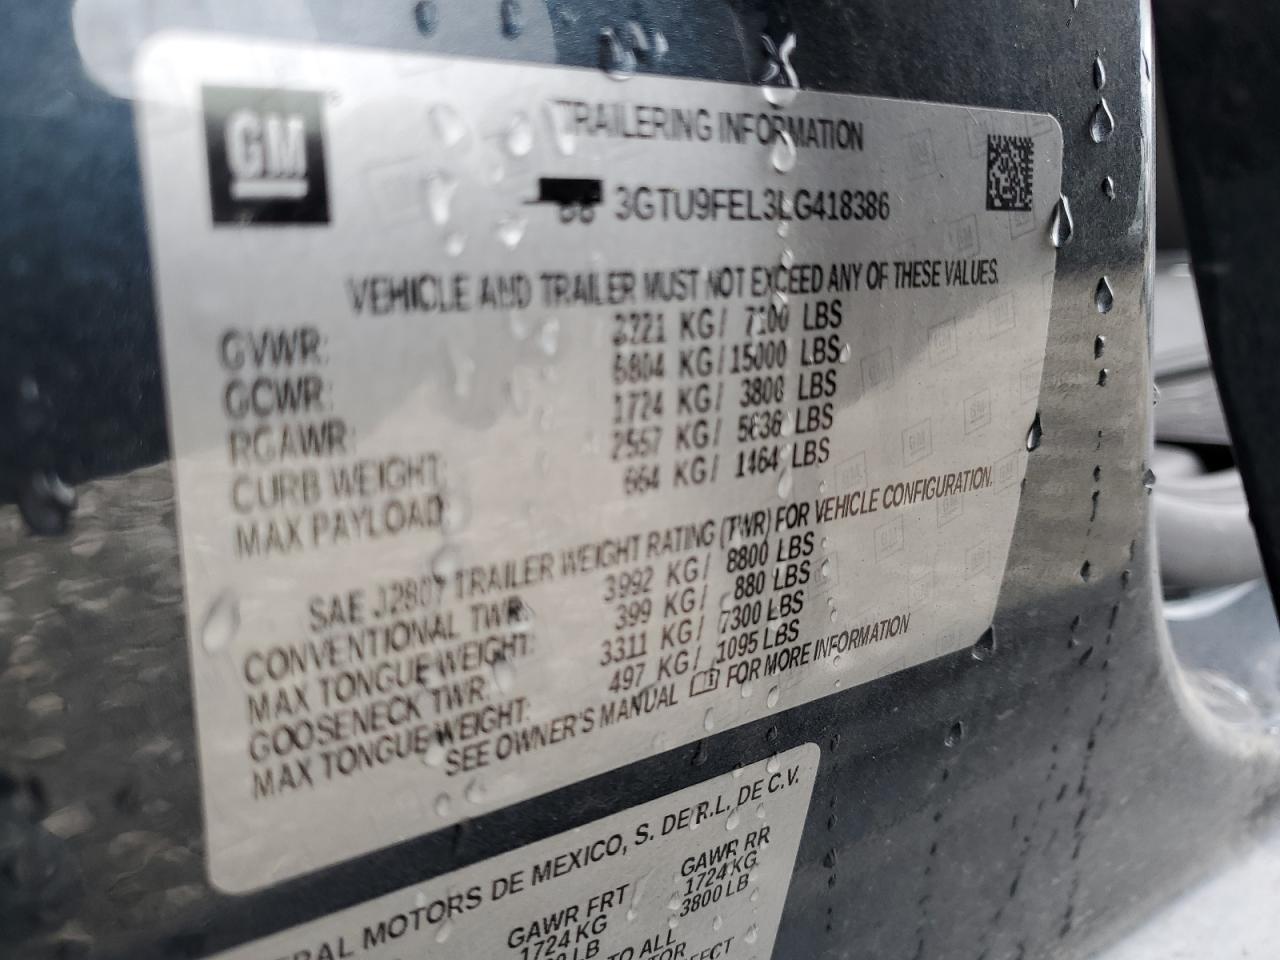 GM
TRAILERING INFORMATION
3GTU9FEL3LG418386
VEHICLE AND TRAILER MUST NOT EXCEED ANY OF THESE VALUES.
GVWR: 3221 KG/ 7100 LBS
GCWR: 6804 KG/15000 LBS
RGAWR: 1724 KG/ 3800 LBS
CURB WEIGHT: 2557 KG/ 5636 LBS
MAX PAYLOAD: 664 KG/ 1464 LBS
SAE J2807 TRAILER WEIGHT RATING (TWR) FOR VEHICLE CONFIGURATION.
CONVENTIONAL TWR: 3992 KG/ 8800 LBS
MAX TONGUE WEIGHT: 399 KG/ 880 LBS
GOOSENECK TWR: 3311 KG/ 7300 LBS
MAX TONGUE WEIGHT: 497 KG/ 1095 LBS
SEE OWNER'S MANUAL FOR MORE INFORMATION
MOTORS DE MEXICO, S. DE R.L. DE C.V.
GAWR FRT GAWR RR
1724 KG 1724 KG
LB 3800 LB
TO ALL